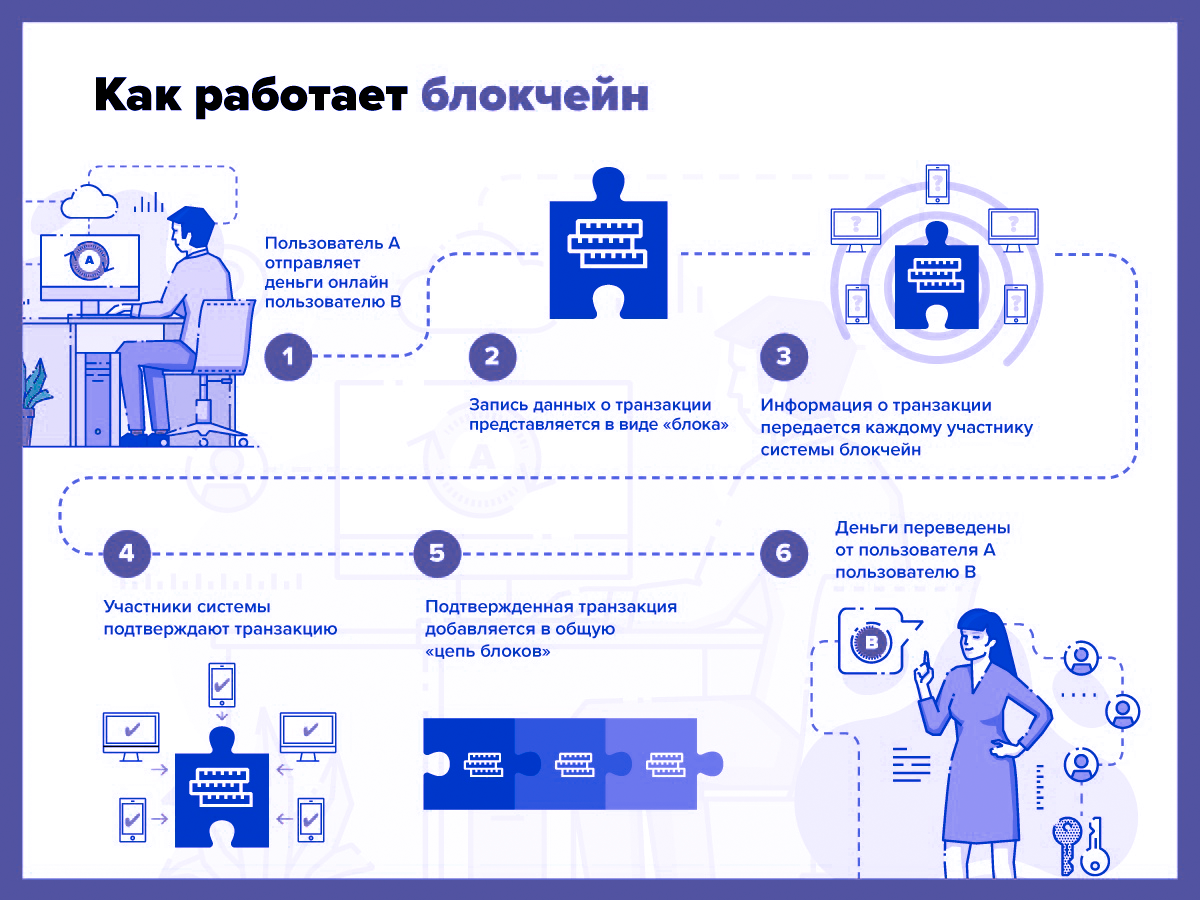 Как работает блокчейн
A
Пользователь A
отправляет
деньги онлайн
пользователю B
1
2
Запись данных о транзакции
представляется в виде «блока»
?
?
?
?
?
3
Информация о транзакции
передается каждому участнику
системы блокчейн
A
4
Участники системы
подтверждают транзакцию
5
Подтвержденная транзакция
добавляется в общую
«цепь блоков»
6
Деньги переведены
от пользователя A
пользователю B
B